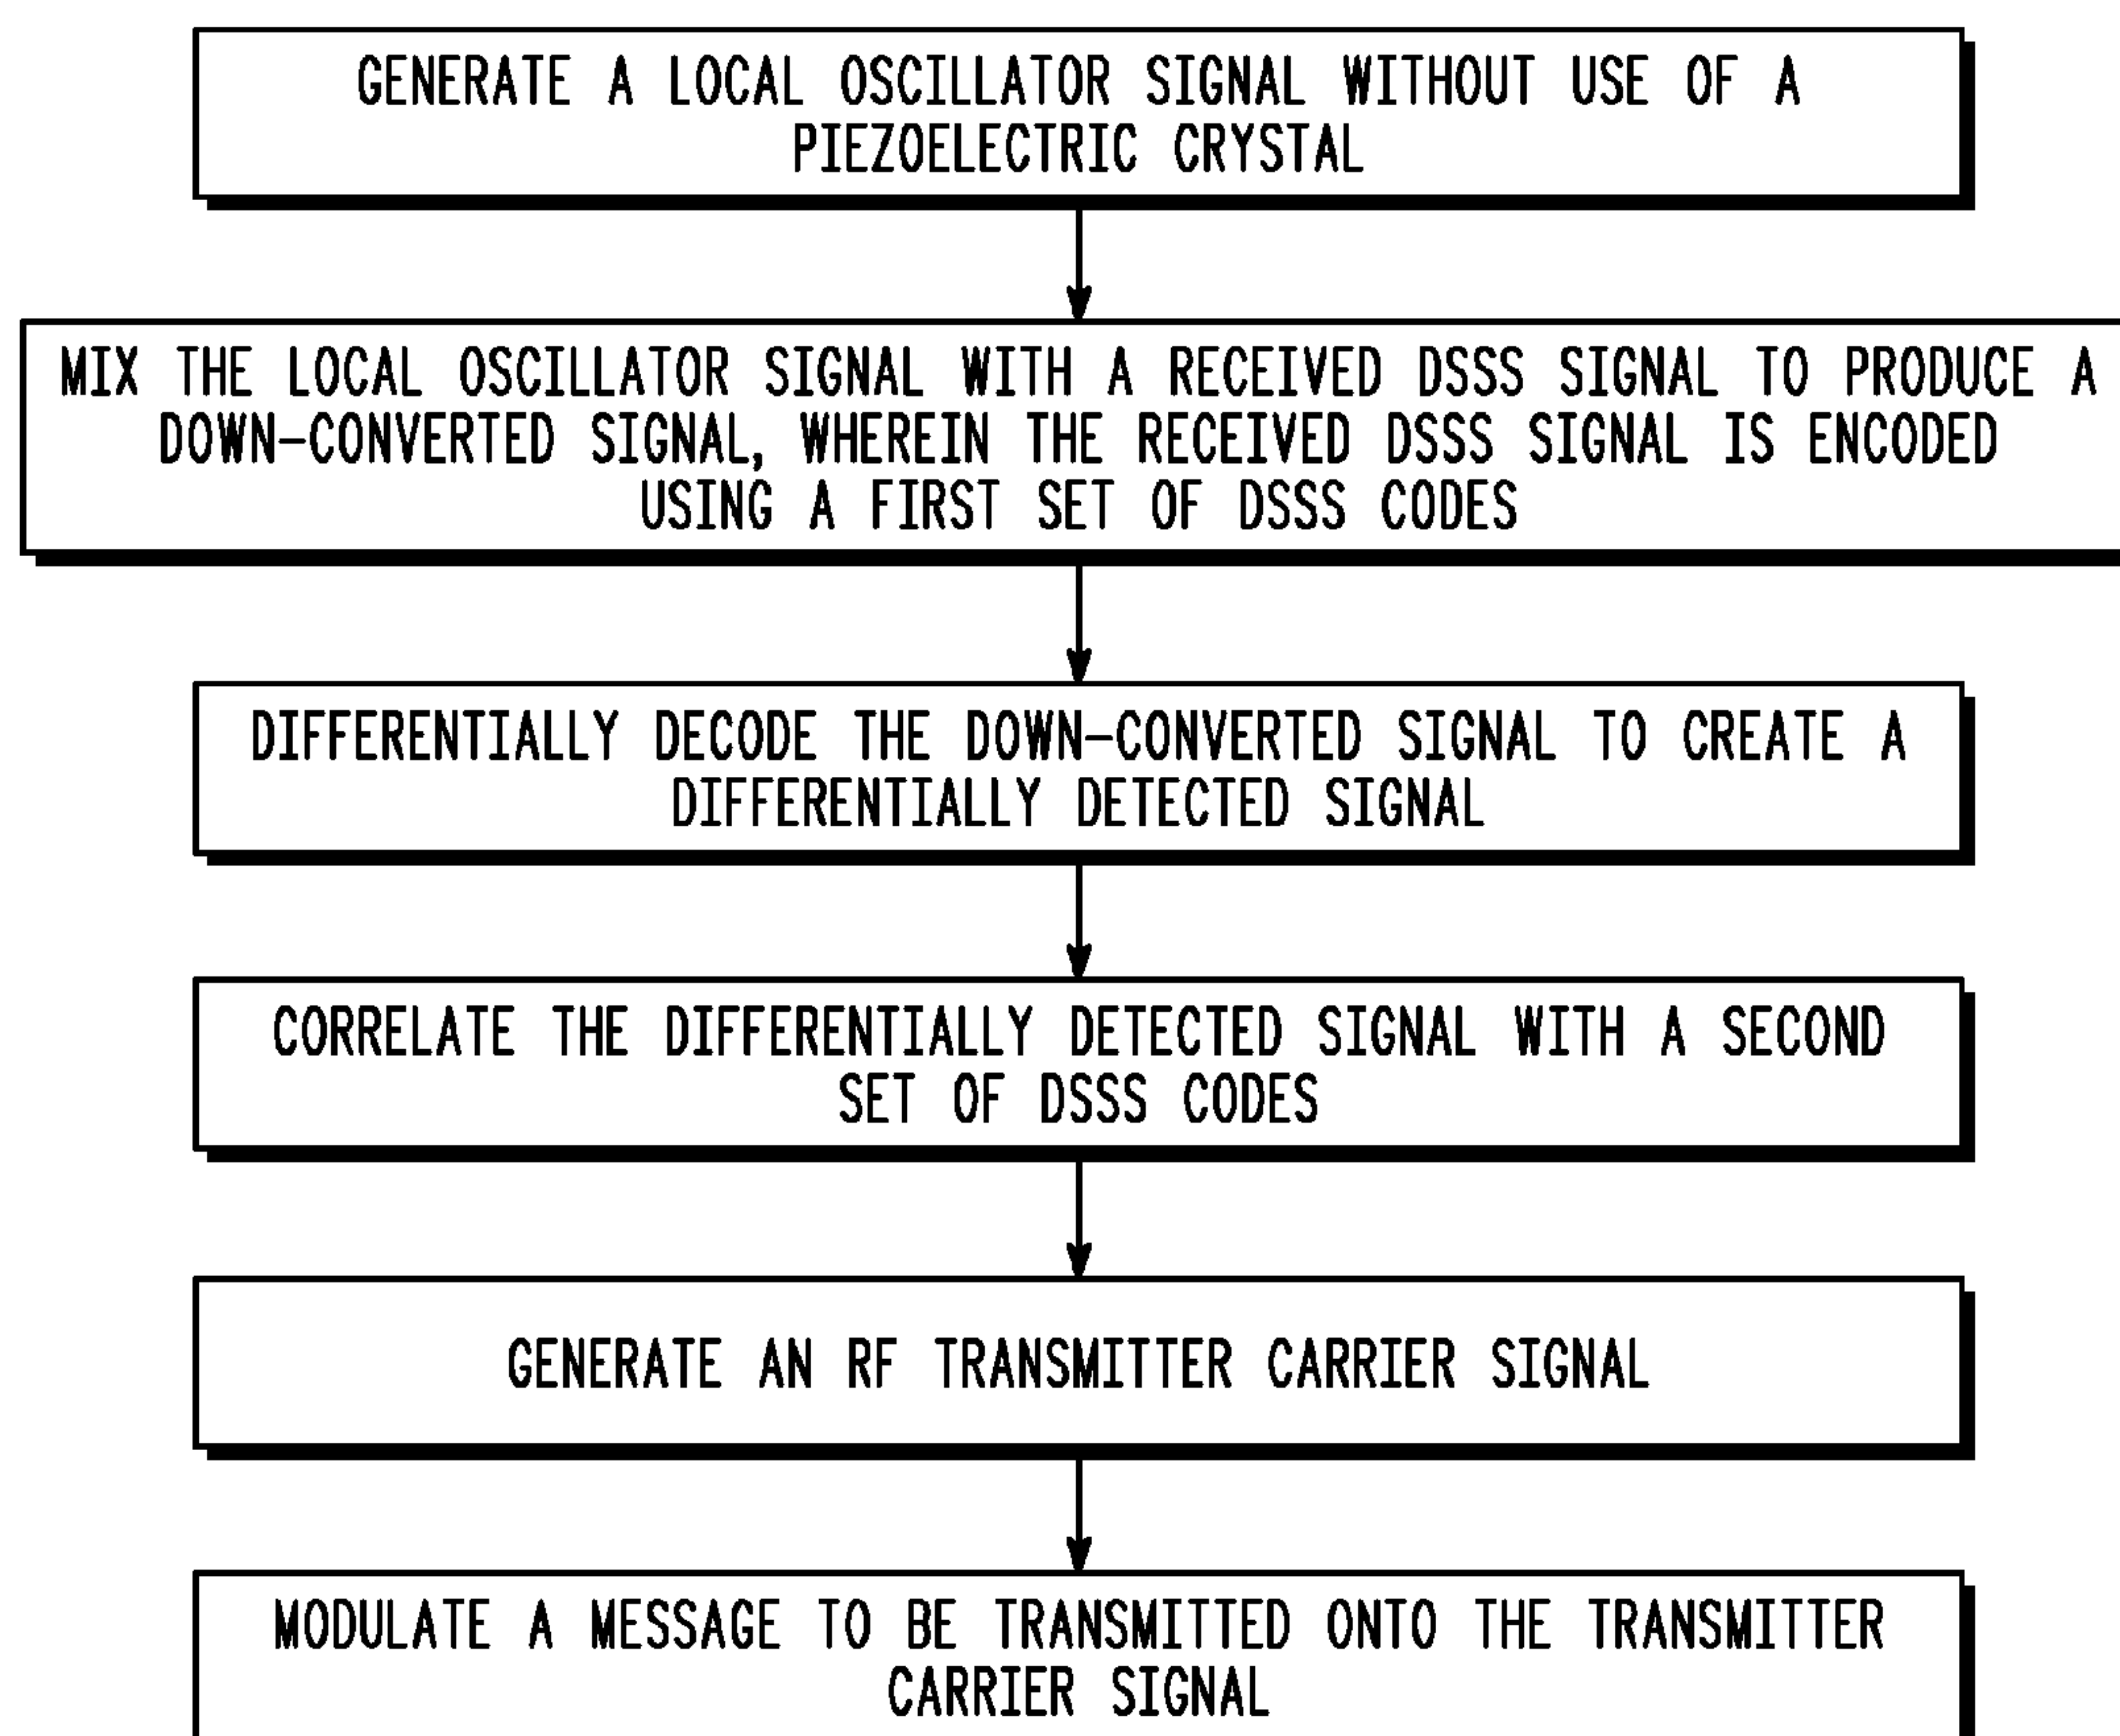 GENERATE A LOCAL OSCILLATOR SIGNAL WITHOUT USE OF A
PIEZOELECTRIC CRYSTAL
MIX THE LOCAL OSCILLATOR SIGNAL WITH A RECEIVED DSSS SIGNAL TO PRODUCE A
DOWN-CONVERTED SIGNAL, WHEREIN THE RECEIVED DSSS SIGNAL IS ENCODED
USING A FIRST SET OF DSSS CODES
DIFFERENTIALLY DECODE THE DOWN-CONVERTED SIGNAL TO CREATE A
DIFFERENTIALLY DETECTED SIGNAL
CORRELATE THE DIFFERENTIALLY DETECTED SIGNAL WITH A SECOND
SET OF DSSS CODES
GENERATE AN RF TRANSMITTER CARRIER SIGNAL
MODULATE A MESSAGE TO BE TRANSMITTED ONTO THE TRANSMITTER
CARRIER SIGNAL